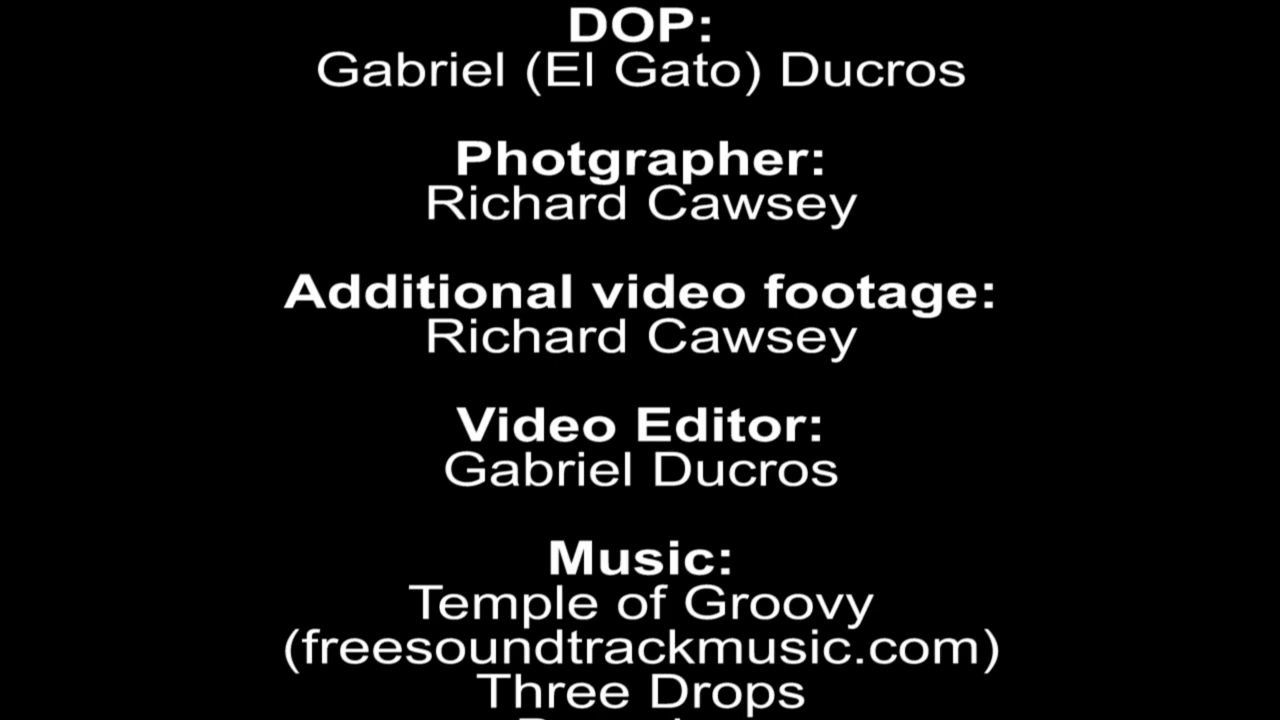 DOP:
Gabriel (El Gato) Ducros
Photgrapher:
Richard Cawsey
Additional video footage:
Richard Cawsey
Video Editor:
Gabriel Ducros
Music:
Temple of Groovy
(freesoundtrackmusic.com)
Three Drops